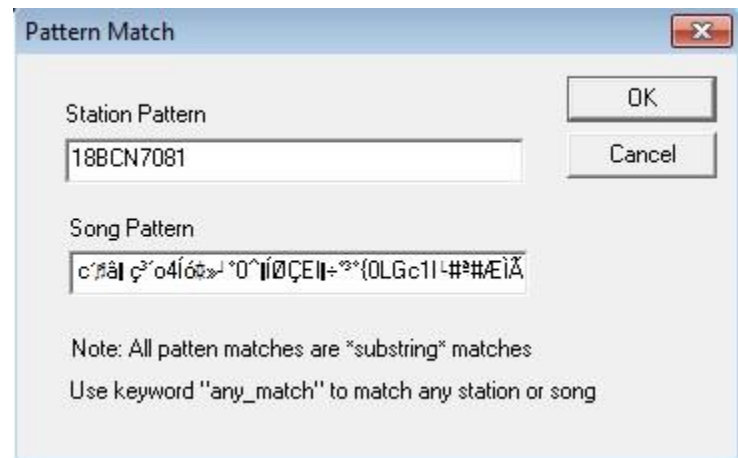 Pattern Match
OK
Station Pattern
18BCN7081
Cancel
Song Pattern
Note: All patten matches are *substring* matches
Use keyword "any_match" to match any station or song